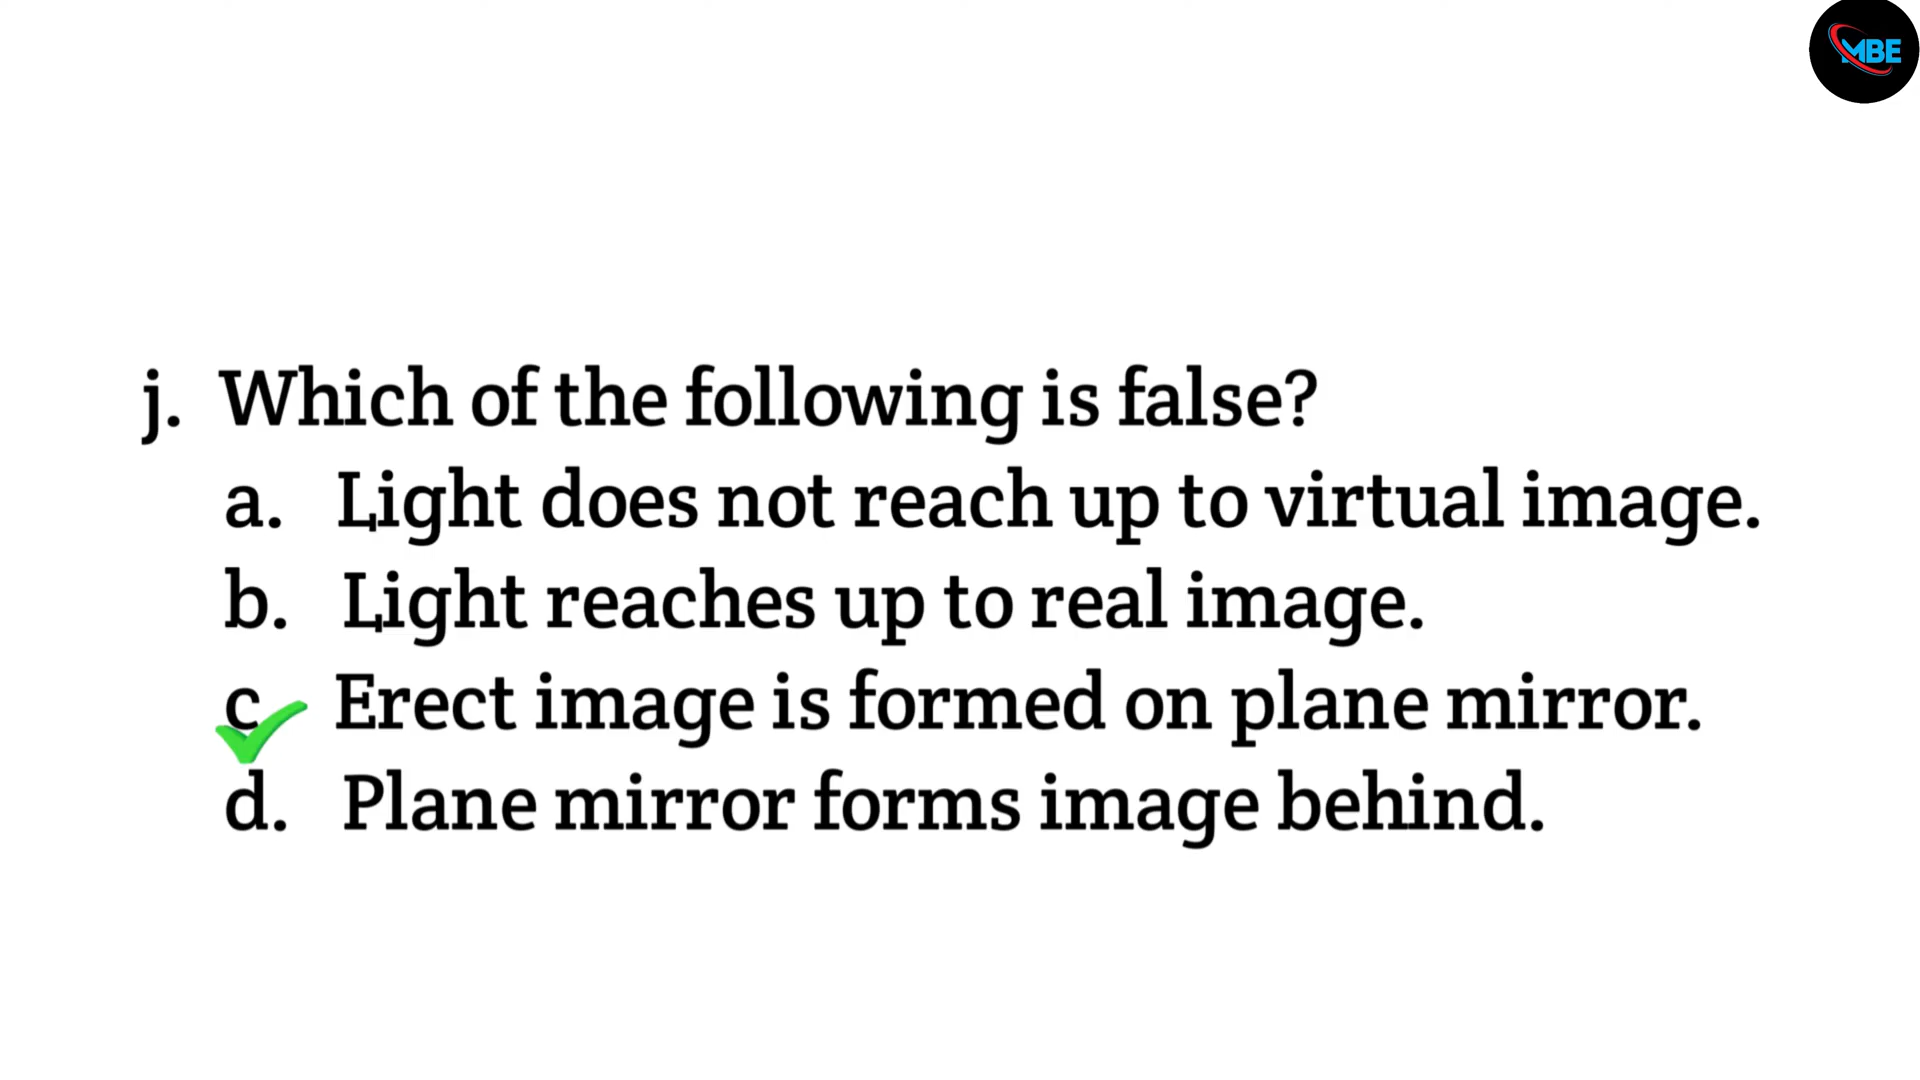 MBE
j. Which of the following is false?
a. Light does not reach up to virtual image.
b. Light reaches up to real image.
c Erect image is formed on plane mirror.
d. Plane mirror forms image behind.